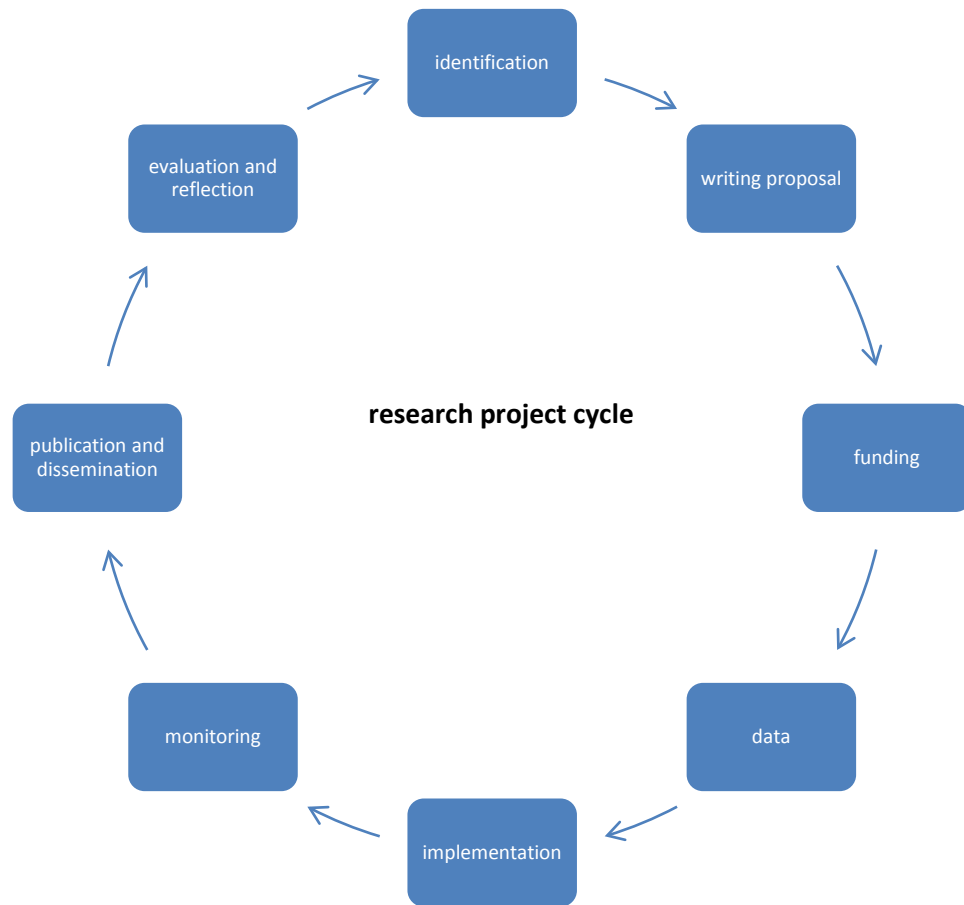 identification
writing proposal
funding
data
implementation
monitoring
publication and
dissemination
evaluation and
reflection
research project cycle